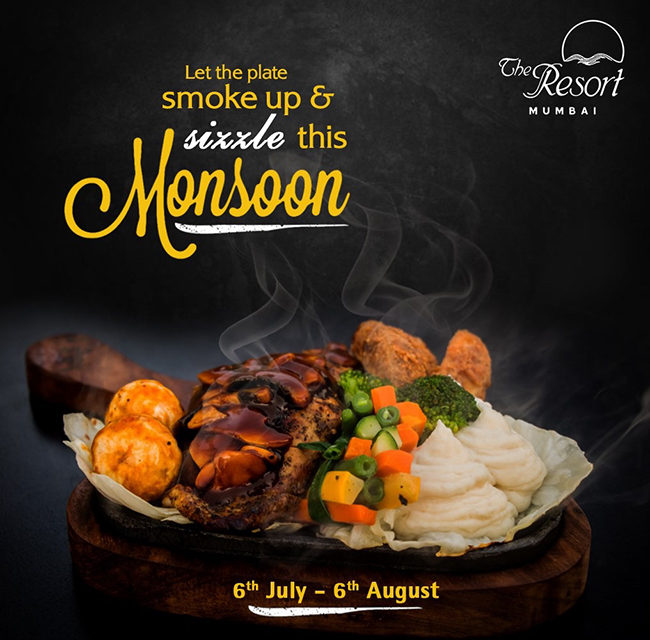 Let the plate
smoke up &
sizzle this
Monsoon
The Resort
MUMBAI
6th July – 6th August